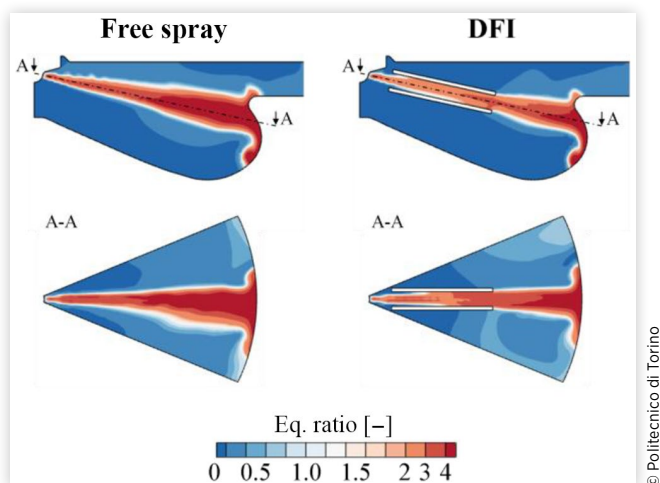 Free spray DFI
A A
A A
A-A A-A
Eq. ratio [−]
0 0.5 1.0 1.5 2 3 4
© Politecnico di Torino